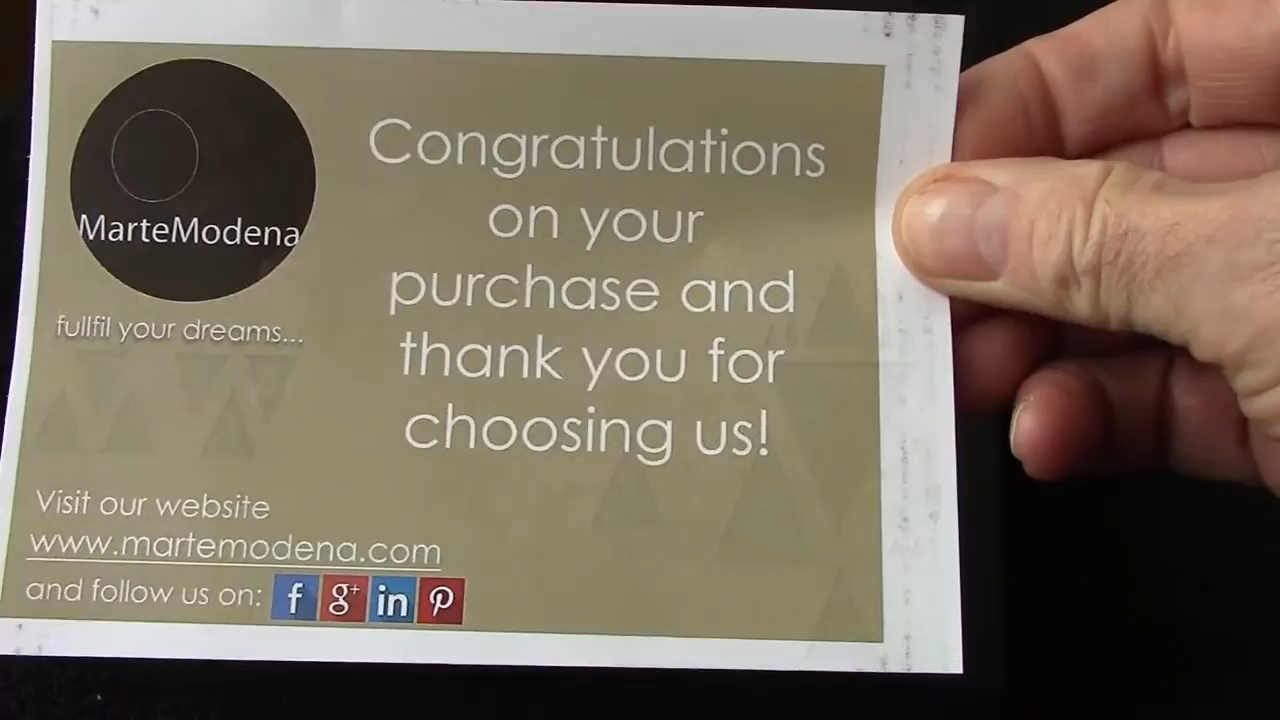 MarteModena
fullfil your dreams...
Congratulations
on your
purchase and
thank you for
choosing us!
Visit our website
www.martemodena.com
and follow us on: f g+ in p